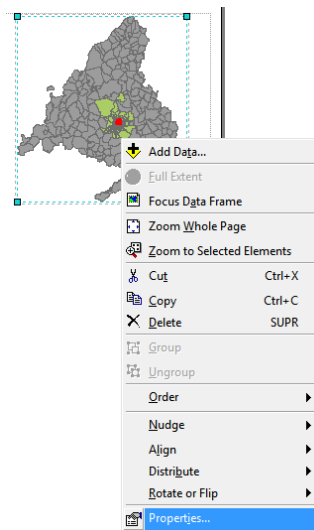 Add Data...
Full Extent
Focus Data Frame
Zoom Whole Page
Zoom to Selected Elements
Cut Ctrl+X
Copy Ctrl+C
Delete SUPR
Group
Ungroup
Order
Nudge
Align
Distribute
Rotate or Flip
Properties...